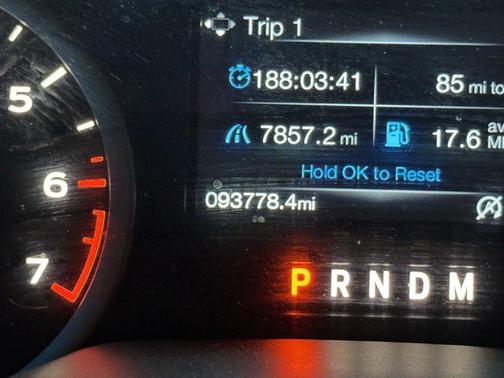 Trip 1
5
188:03:41 85 mi to
7857.2 mi 17.6
Hold OK to Reset
6
093778.4mi
7
P R N D M